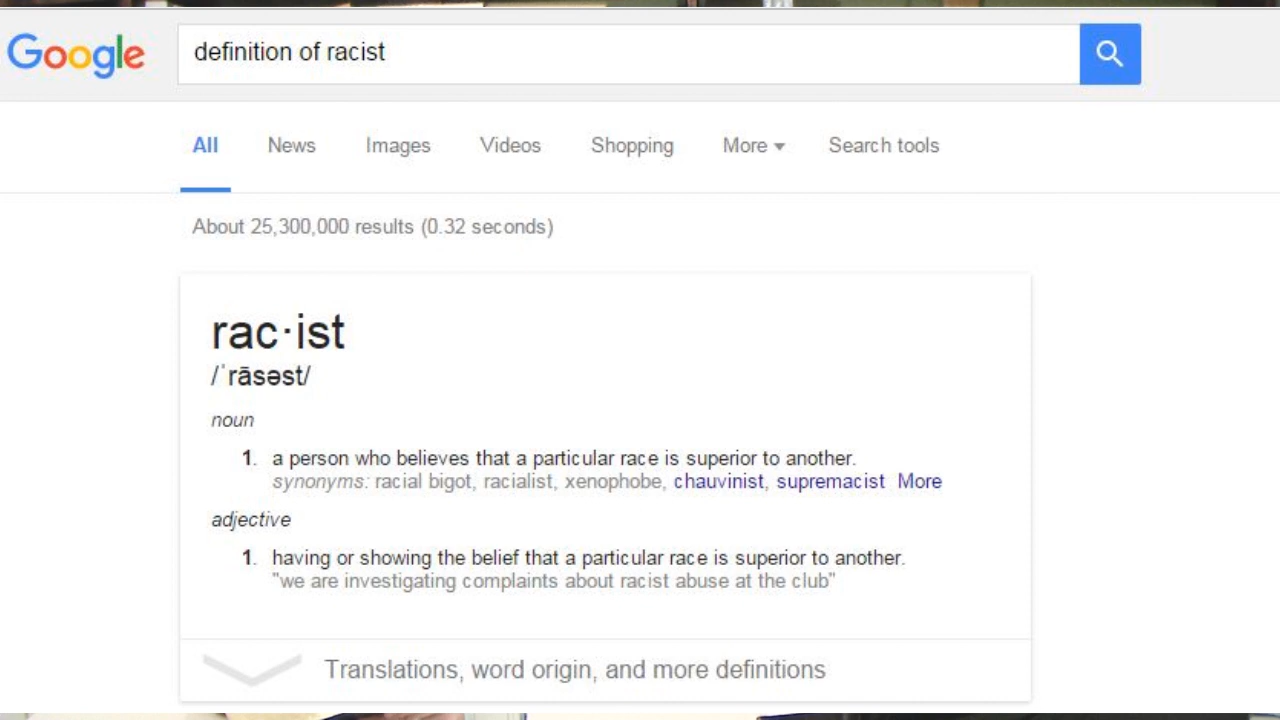 Google
definition of racist
All News Images Videos Shopping More Search tools
About 25,300,000 results (0.32 seconds)
rac·ist
/ˈrāsəst/
noun
1. a person who believes that a particular race is superior to another.
synonyms: racial bigot, racialist, xenophobe, chauvinist, supremacist More
adjective
1. having or showing the belief that a particular race is superior to another.
"we are investigating complaints about racist abuse at the club"
Translations, word origin, and more definitions